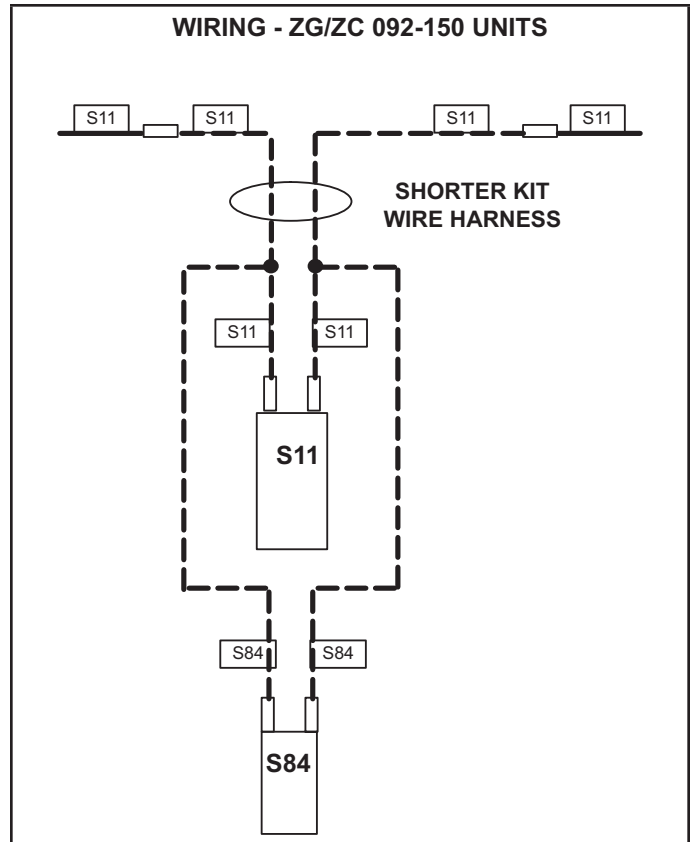 WIRING - ZG/ZC 092-150 UNITS
S11
S11
S11
S11
SHORTER KIT
WIRE HARNESS
S11
S11
S11
S84
S84
S84